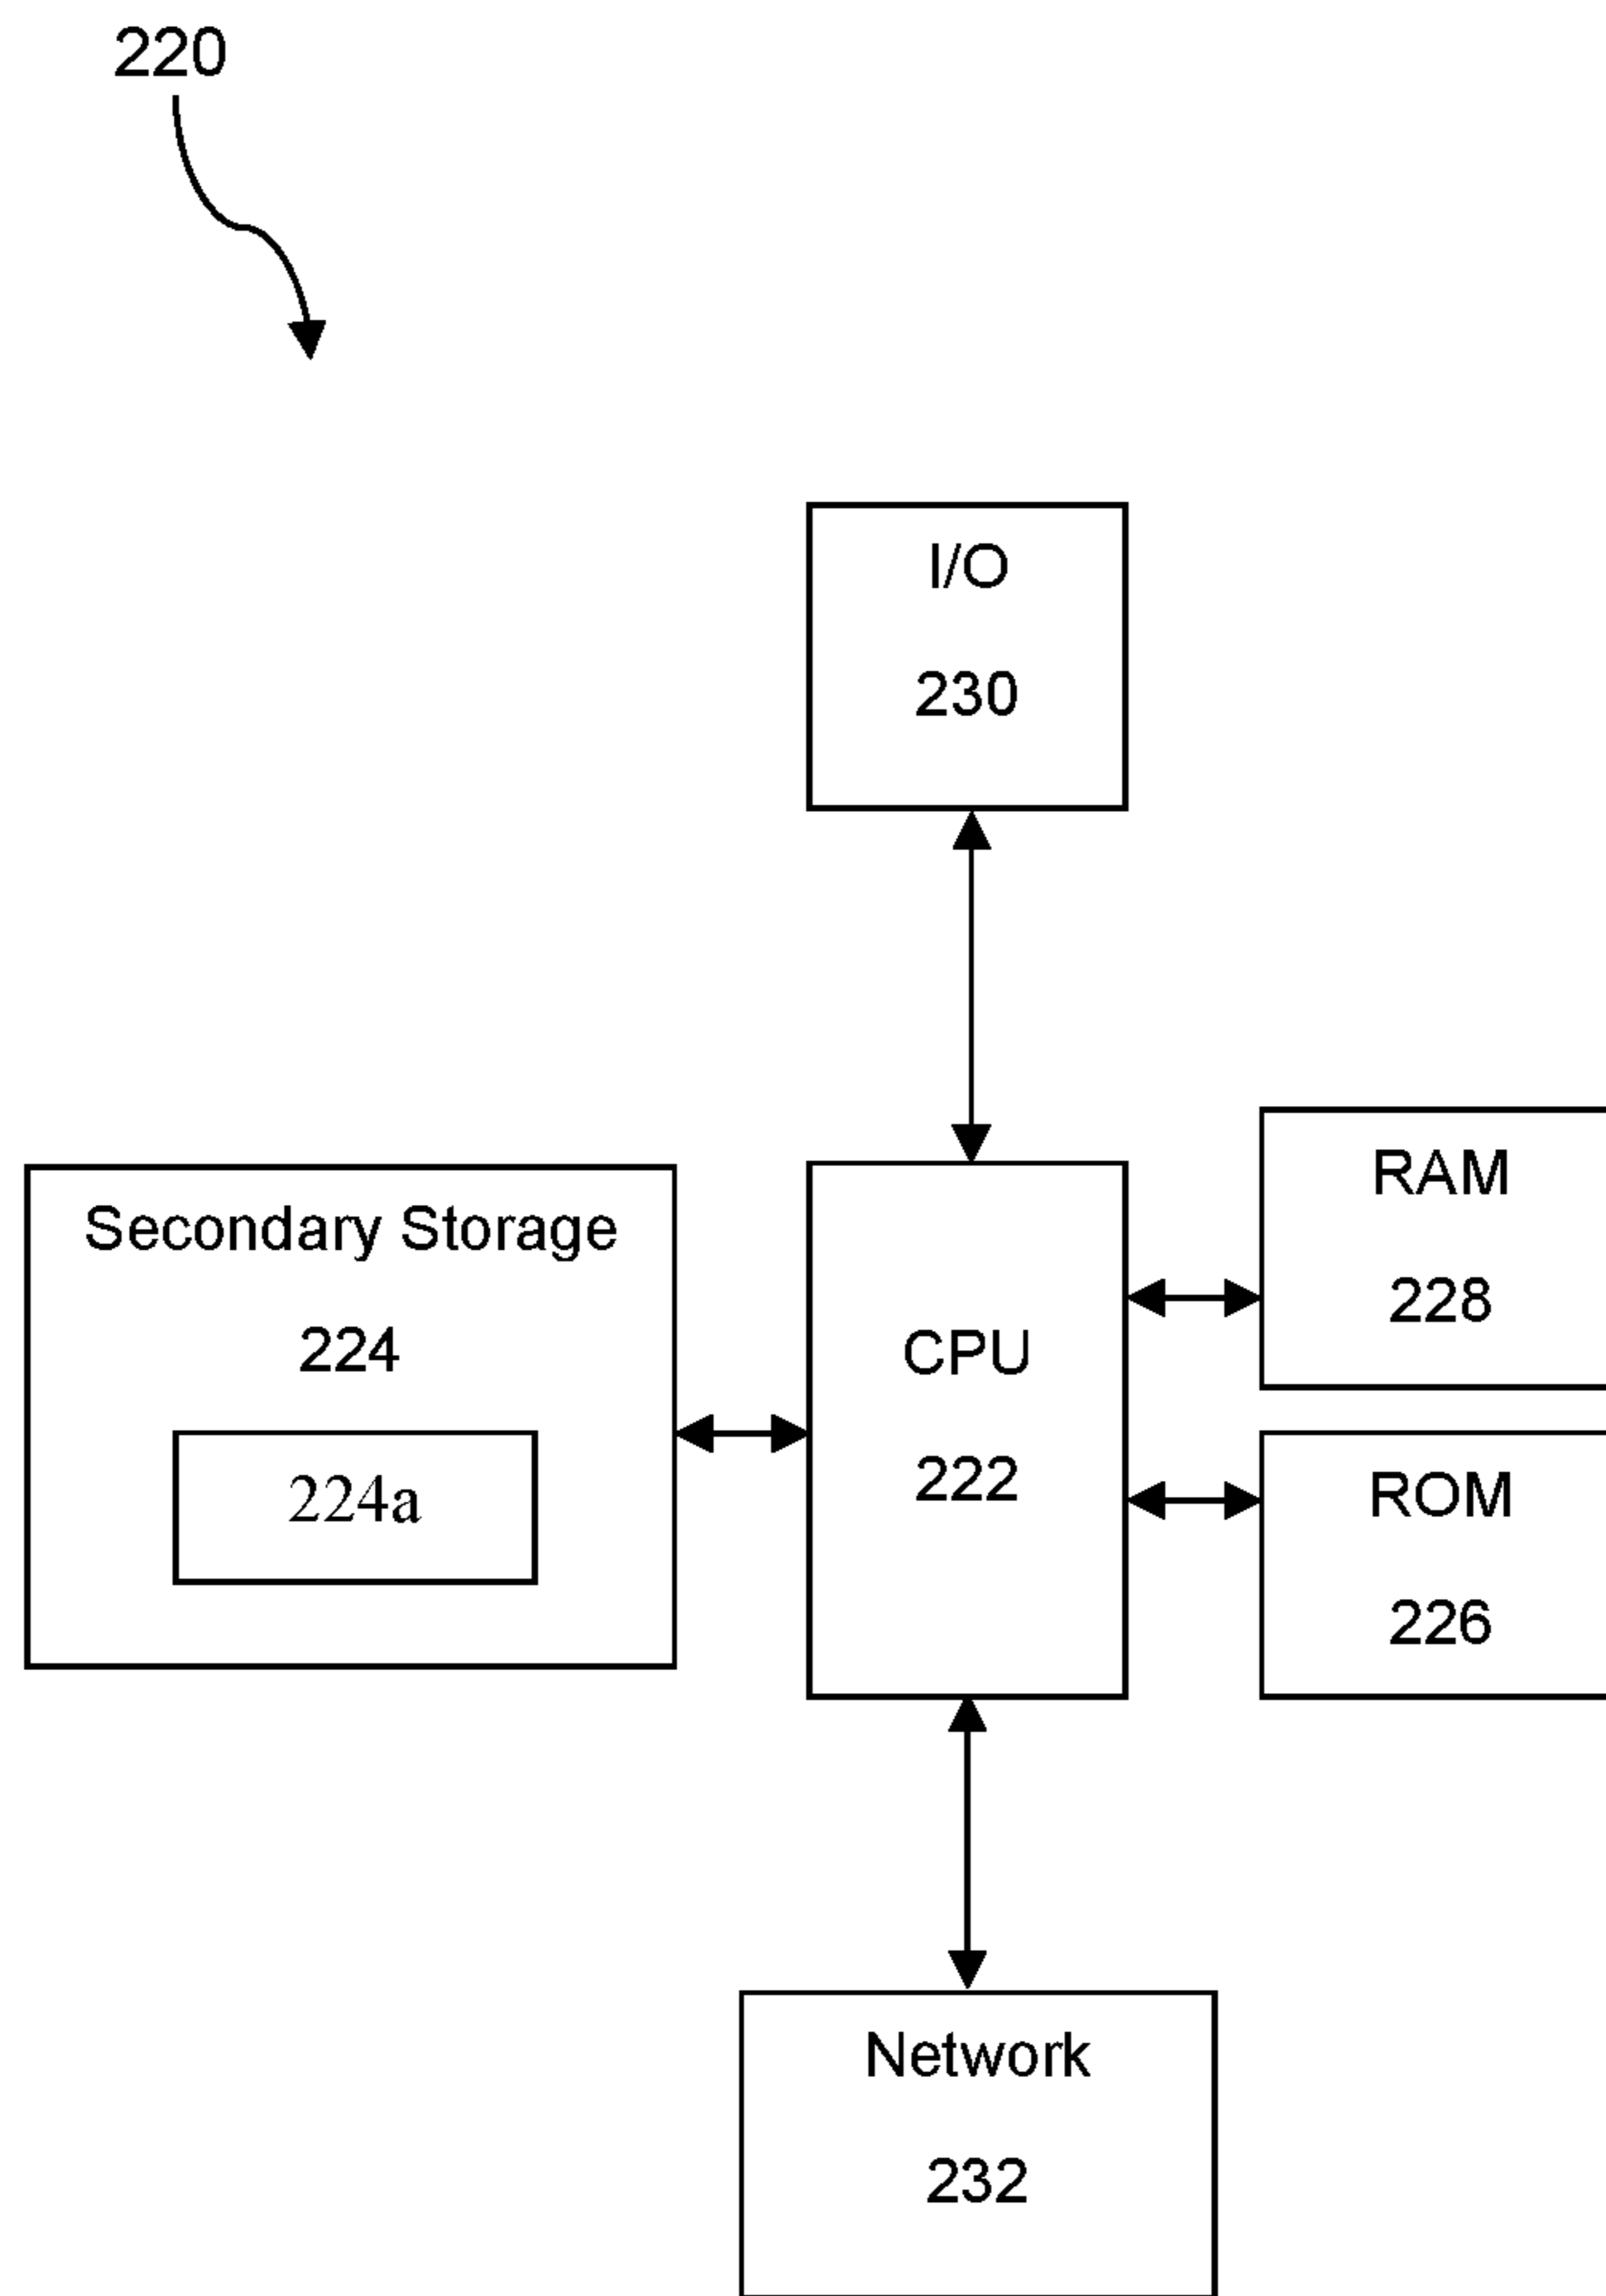 220
I/O
230
Secondary Storage
224
224a
CPU
222
RAM
228
ROM
226
Network
232